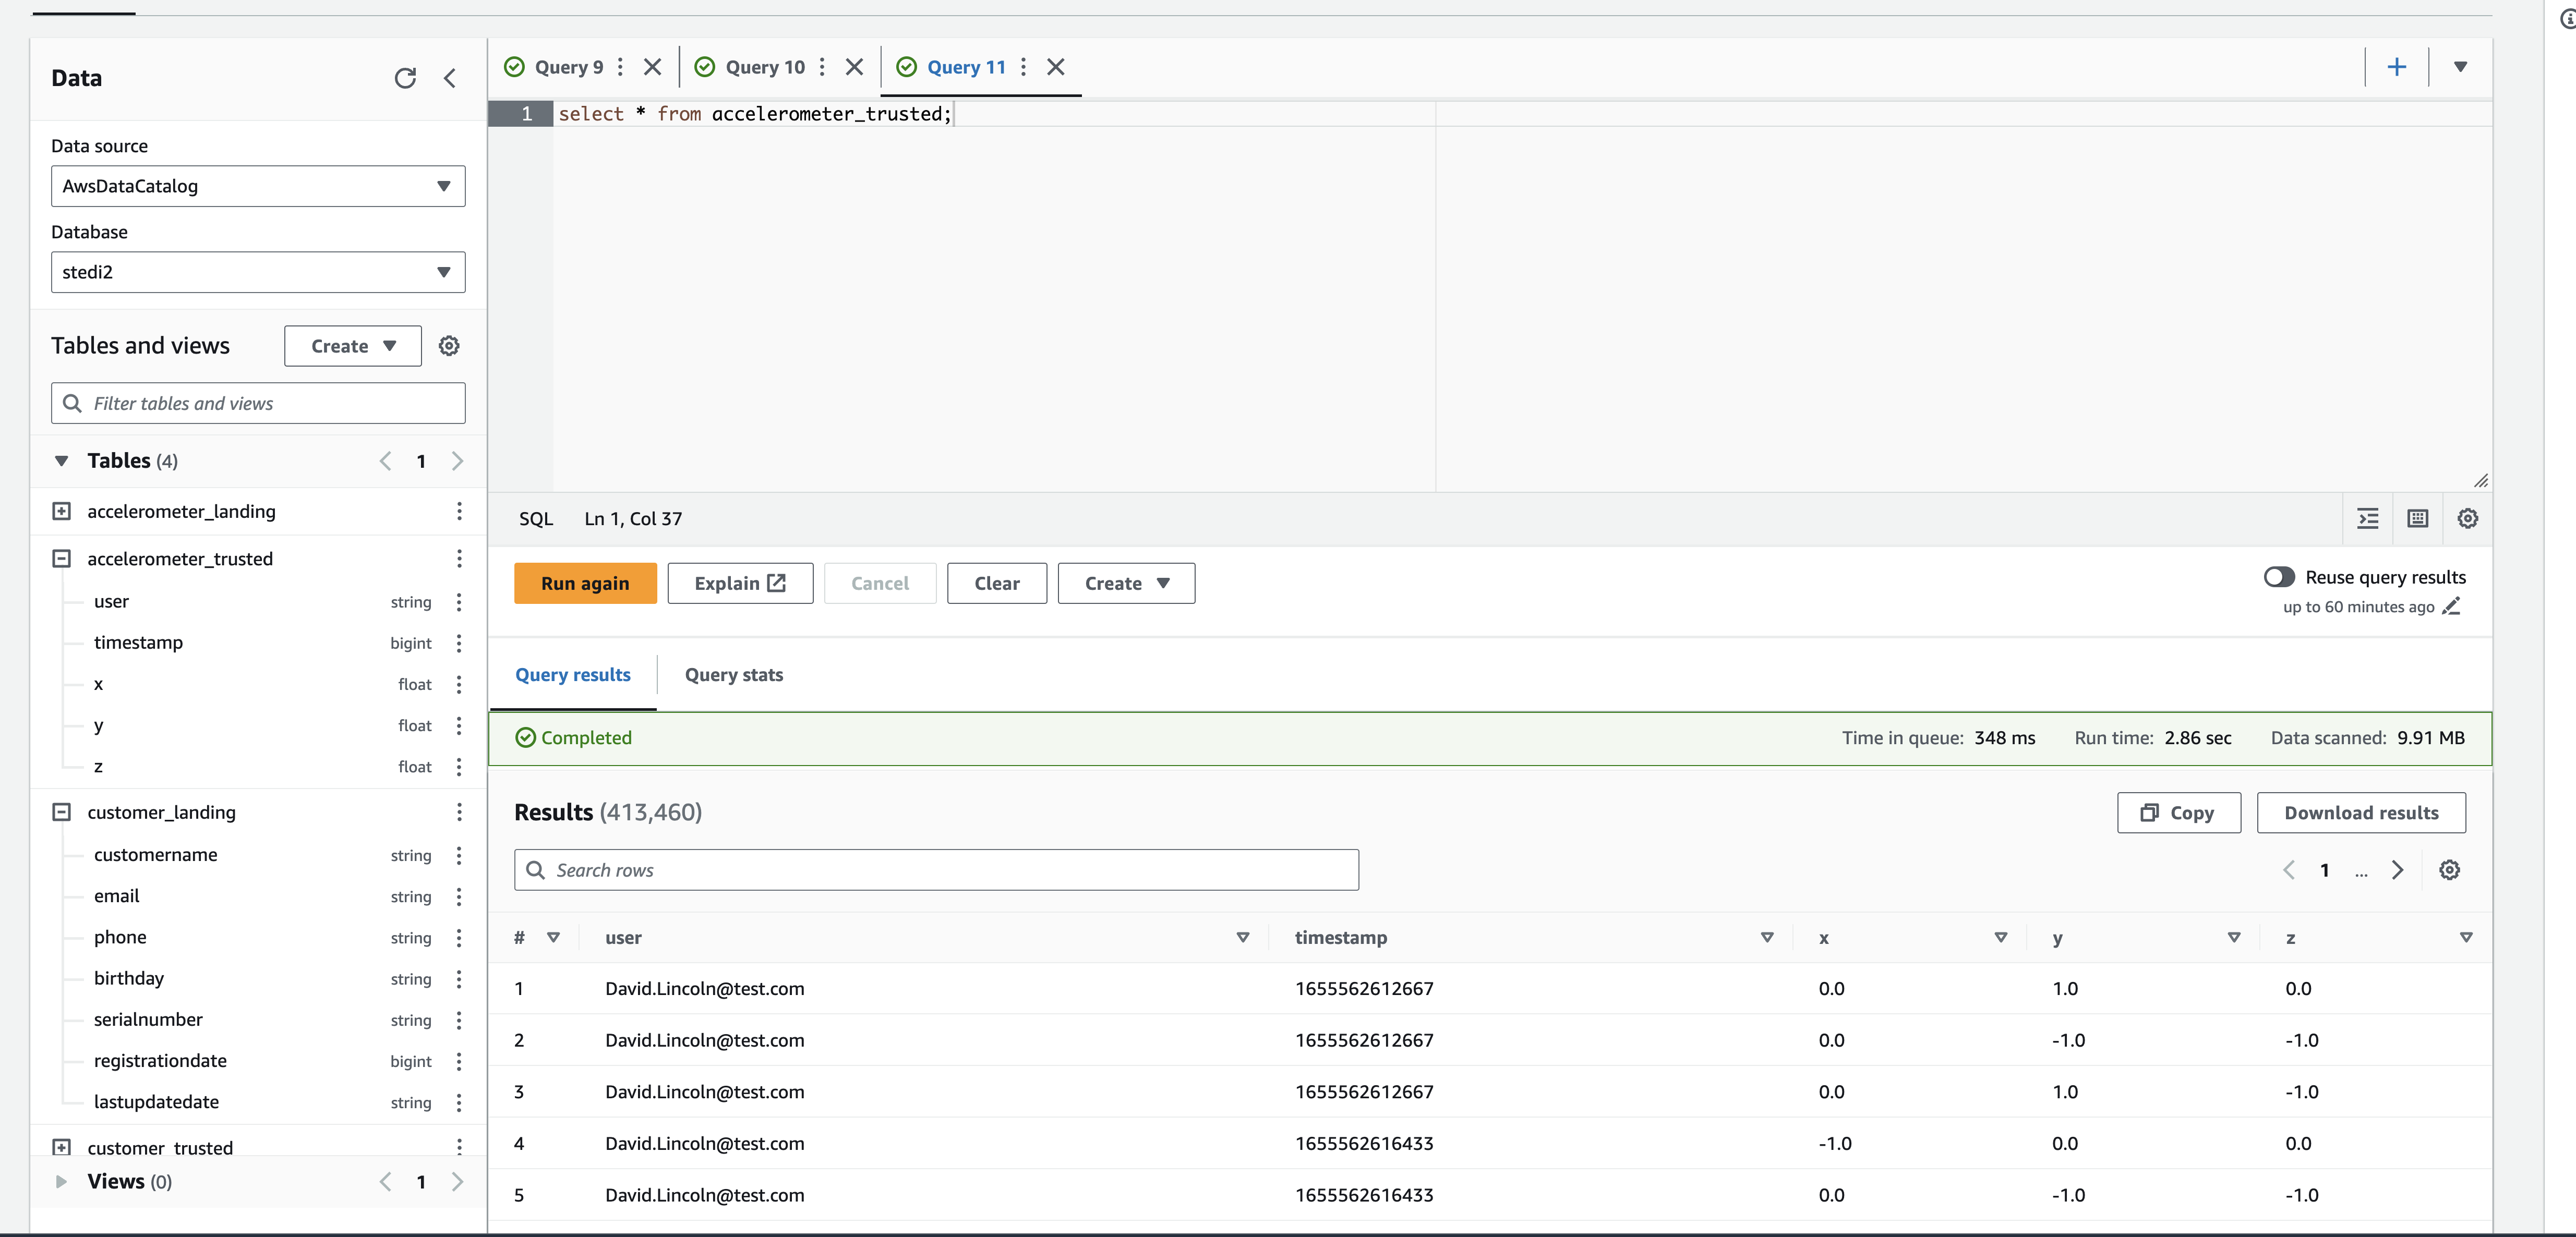 Data
Data source
AwsDataCatalog
Database
stedi2
Tables and views
Create
Filter tables and views
Tables (4)
1
accelerometer_landing
accelerometer_trusted
user string
timestamp bigint
x float
y float
z float
customer_landing
customername string
email string
phone string
birthday string
serialnumber string
registrationdate bigint
lastupdatedate string
customer_trusted
Views (0)
1
Query 9
Query 10
Query 11
1 select * from accelerometer_trusted;
SQL Ln 1, Col 37
Run again
Explain
Cancel
Clear
Create
Reuse query results
up to 60 minutes ago
Query results
Query stats
Completed
Time in queue: 348 ms Run time: 2.86 sec Data scanned: 9.91 MB
Results (413,460)
Copy
Download results
Search rows
1 ...
# user timestamp x y z
1 David.Lincoln@test.com 1655562612667 0.0 1.0 0.0
2 David.Lincoln@test.com 1655562612667 0.0 -1.0 -1.0
3 David.Lincoln@test.com 1655562612667 0.0 1.0 -1.0
4 David.Lincoln@test.com 1655562616433 -1.0 0.0 0.0
5 David.Lincoln@test.com 1655562616433 0.0 -1.0 -1.0